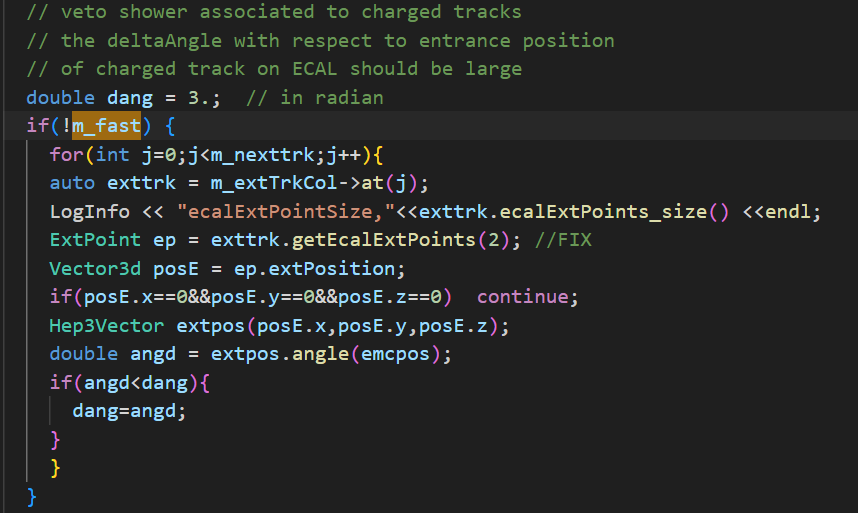 // veto shower associated to charged tracks
// the deltaAngle with respect to entrance position
// of charged track on ECAL should be large
double dang = 3.;  // in radian
if(!m_fast) {
  for(int j=0;j<m_nexttrk;j++){
  auto exttrk = m_extTrkCol->at(j);
  LogInfo << "ecalExtPointSize,"<<exttrk.ecalExtPoints_size() <<endl;
  ExtPoint ep = exttrk.getEcalExtPoints(2); //FIX
  Vector3d posE = ep.extPosition;
  if(posE.x==0&&posE.y==0&&posE.z==0)  continue;
  Hep3Vector extpos(posE.x,posE.y,posE.z);
  double angd = extpos.angle(emcpos);
  if(angd<dang){
    dang=angd;
  }
  }
}